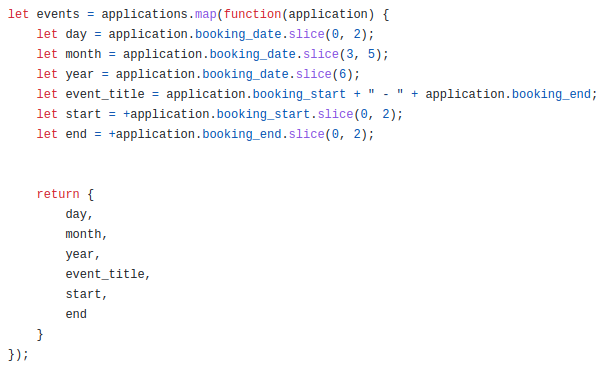 let events = applications.map(function(application) {
    let day = application.booking_date.slice(0, 2);
    let month = application.booking_date.slice(3, 5);
    let year = application.booking_date.slice(6);
    let event_title = application.booking_start + " - " + application.booking_end;
    let start = +application.booking_start.slice(0, 2);
    let end = +application.booking_end.slice(0, 2);
    return {
        day,
        month,
        year,
        event_title,
        start,
        end
    }
});